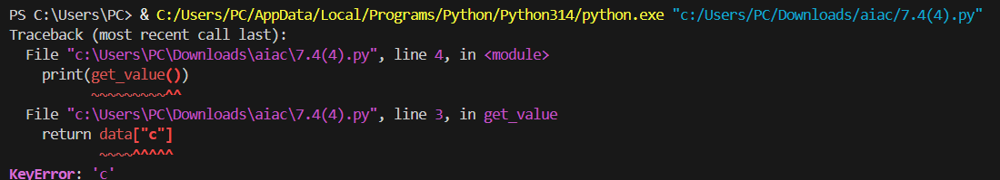 PS C:\Users\PC> & C:/Users/PC/AppData/Local/Programs/Python/Python314/python.exe "c:/Users/PC/Downloads/aiac/7.4(4).py"
Traceback (most recent call last):
  File "c:\Users\PC\Downloads\aiac\7.4(4).py", line 4, in <module>
    print(get_value())
          ~~~~~~~~~^^
  File "c:\Users\PC\Downloads\aiac\7.4(4).py", line 3, in get_value
    return data["c"]
           ~~~~^^^^^
KeyError: 'c'